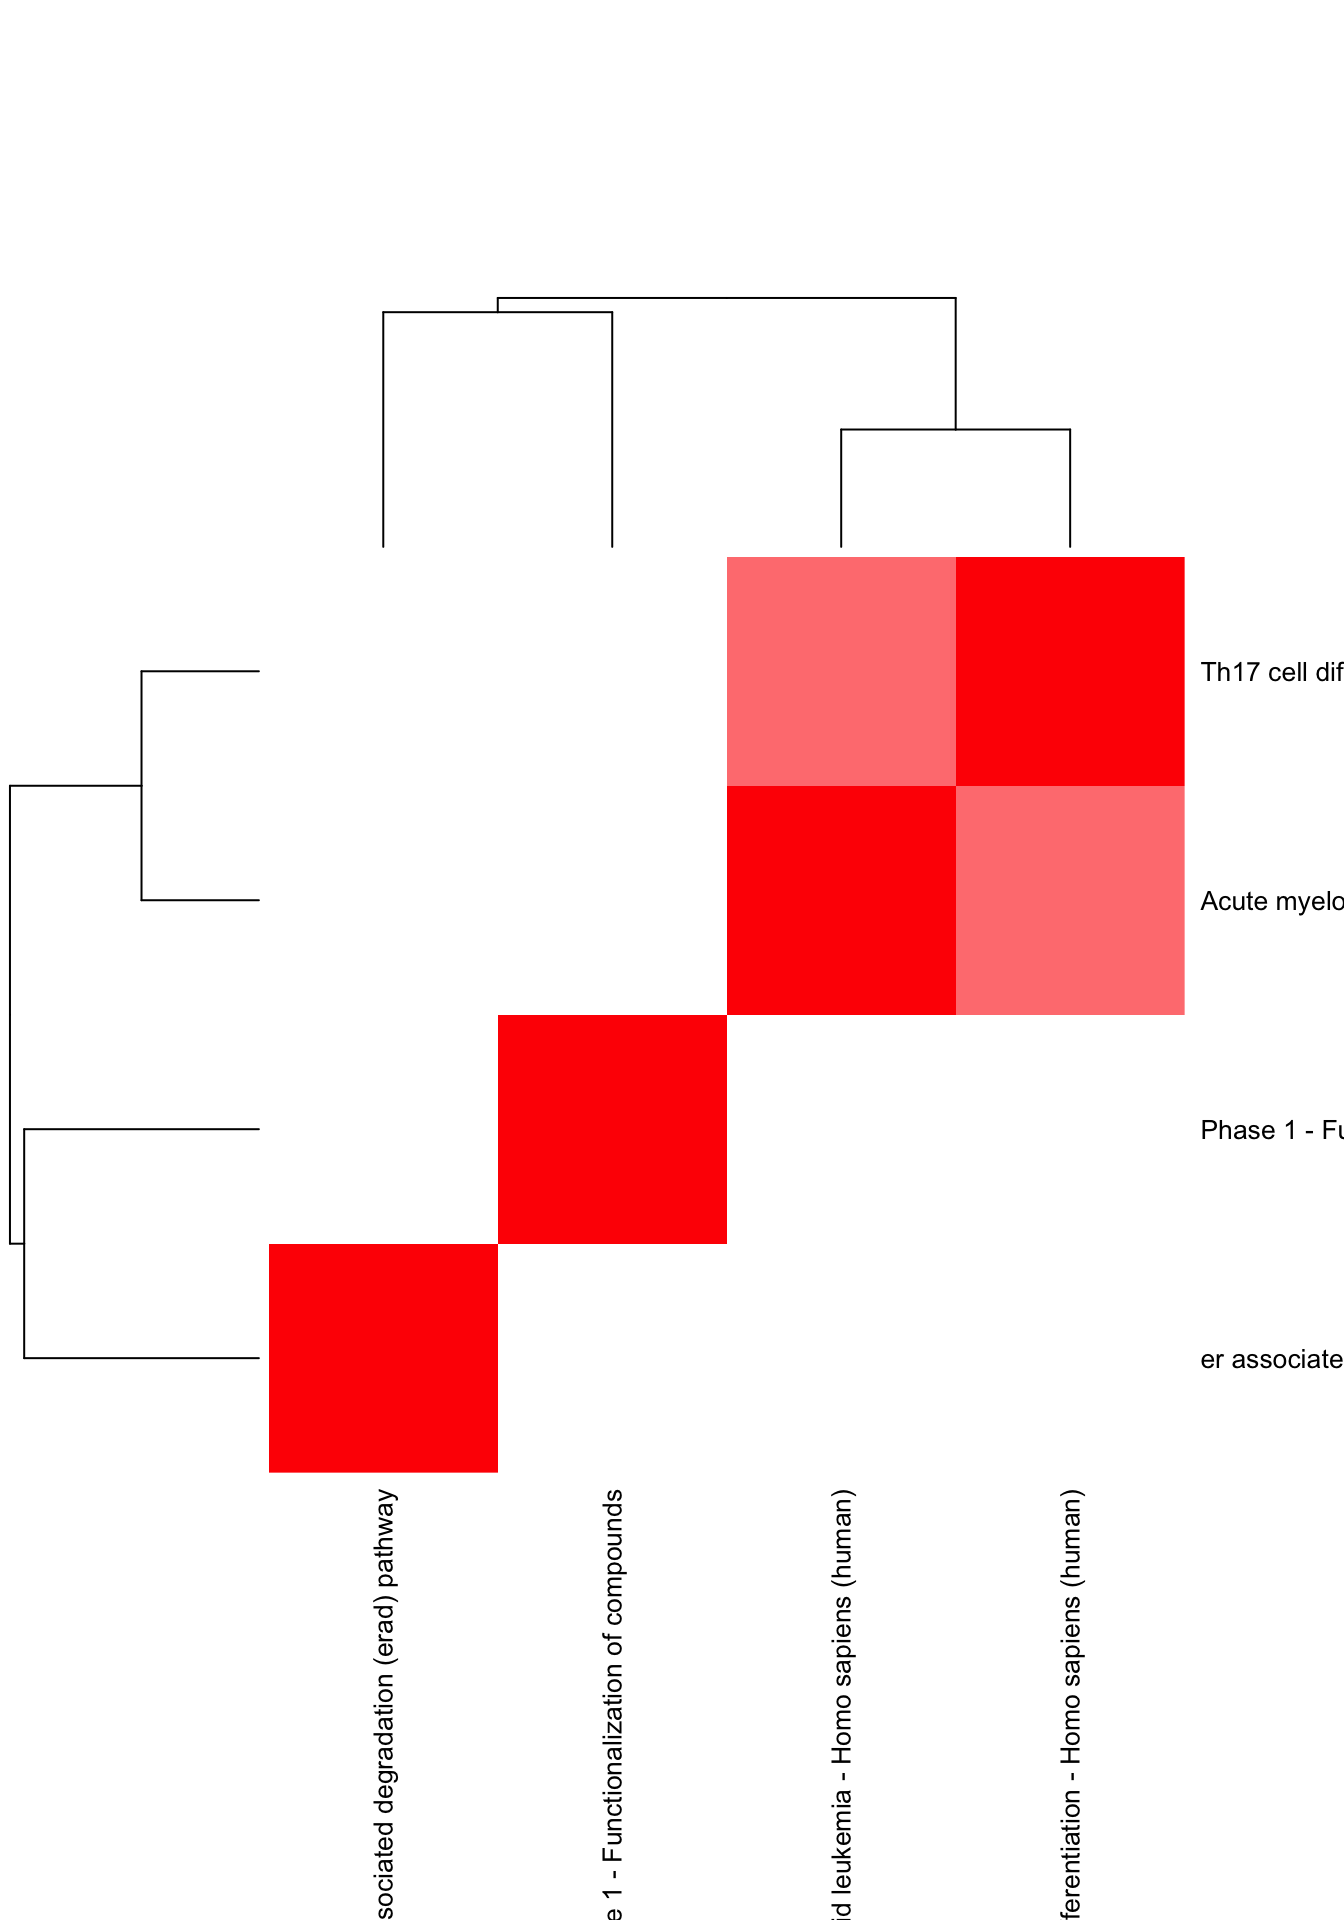 Th17 cell dif
Acute myelo
Phase 1 - Fu
er associate
sociated degradation (erad) pathway
e 1 - Functionalization of compounds
id leukemia - Homo sapiens (human)
ferentiation - Homo sapiens (human)